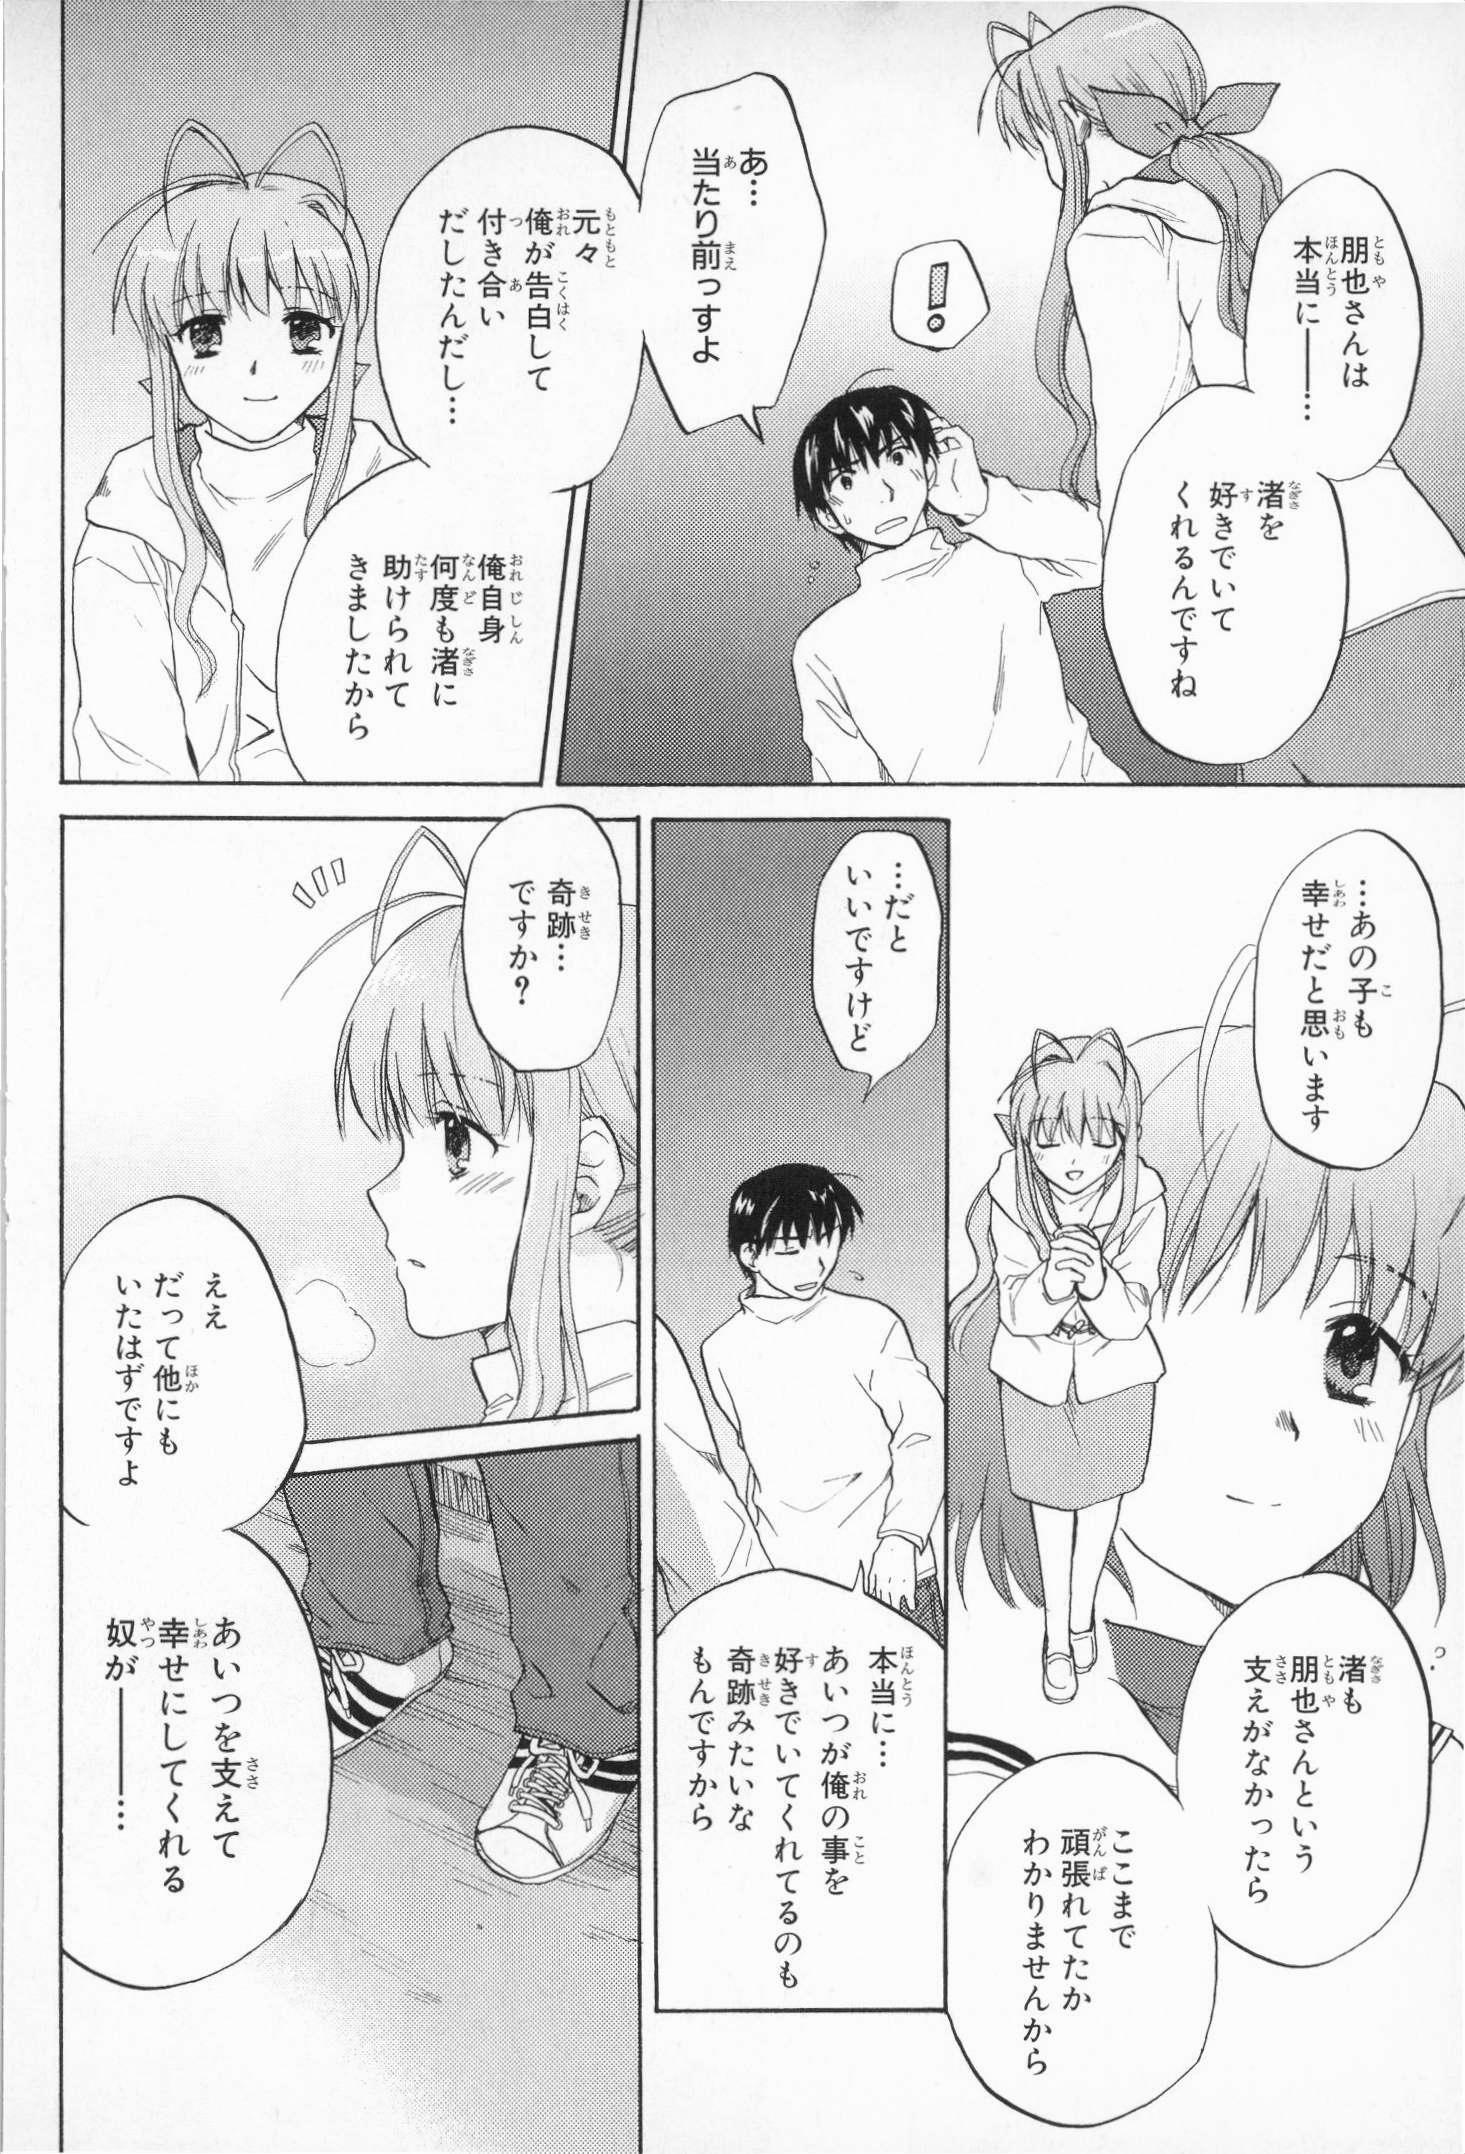 朋也さんは
本当に――…
渚を
好きでいて
くれるんですね
!
あ…
当たり前っすよ
元々
俺が告白して
付き合い
だしたんだし…
俺自身
何度も渚に
助けられて
きましたから
…あの子も
幸せだと思います
渚も
朋也さんという
支えがなかったら
ここまで
頑張れてたか
わかりませんから
…だと
いいですけど
本当に…
あいつが俺の事を
好きでいてくれてるのも
奇跡みたいな
もんですから
奇跡…
ですか?
ええ
だって他にも
いたはずですよ
あいつを支えて
幸せにしてくれる
奴が――…